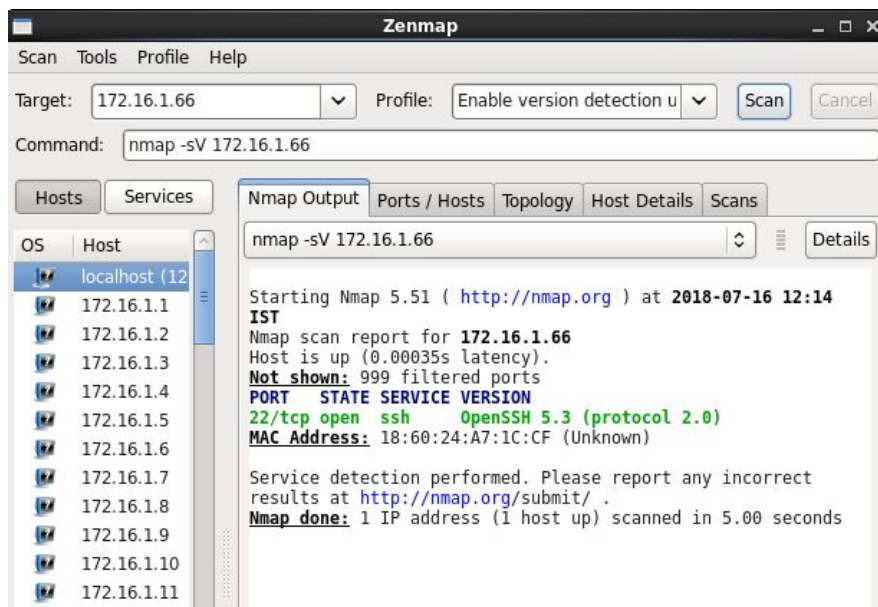 Zenmap
Scan Tools Profile Help
Target: 172.16.1.66 Profile: Enable version detection u Scan Cancel
Command: nmap -sV 172.16.1.66
Hosts Services
Nmap Output Ports / Hosts Topology Host Details Scans
OS Host
nmap -sV 172.16.1.66 Details
localhost (12
172.16.1.1
172.16.1.2
172.16.1.3
172.16.1.4
172.16.1.5
172.16.1.6
172.16.1.7
172.16.1.8
172.16.1.9
172.16.1.10
172.16.1.11
Starting Nmap 5.51 ( http://nmap.org ) at 2018-07-16 12:14
IST
Nmap scan report for 172.16.1.66
Host is up (0.00035s latency).
Not shown: 999 filtered ports
PORT STATE SERVICE VERSION
22/tcp open ssh OpenSSH 5.3 (protocol 2.0)
MAC Address: 18:60:24:A7:1C:CF (Unknown)
Service detection performed. Please report any incorrect
results at http://nmap.org/submit/ .
Nmap done: 1 IP address (1 host up) scanned in 5.00 seconds